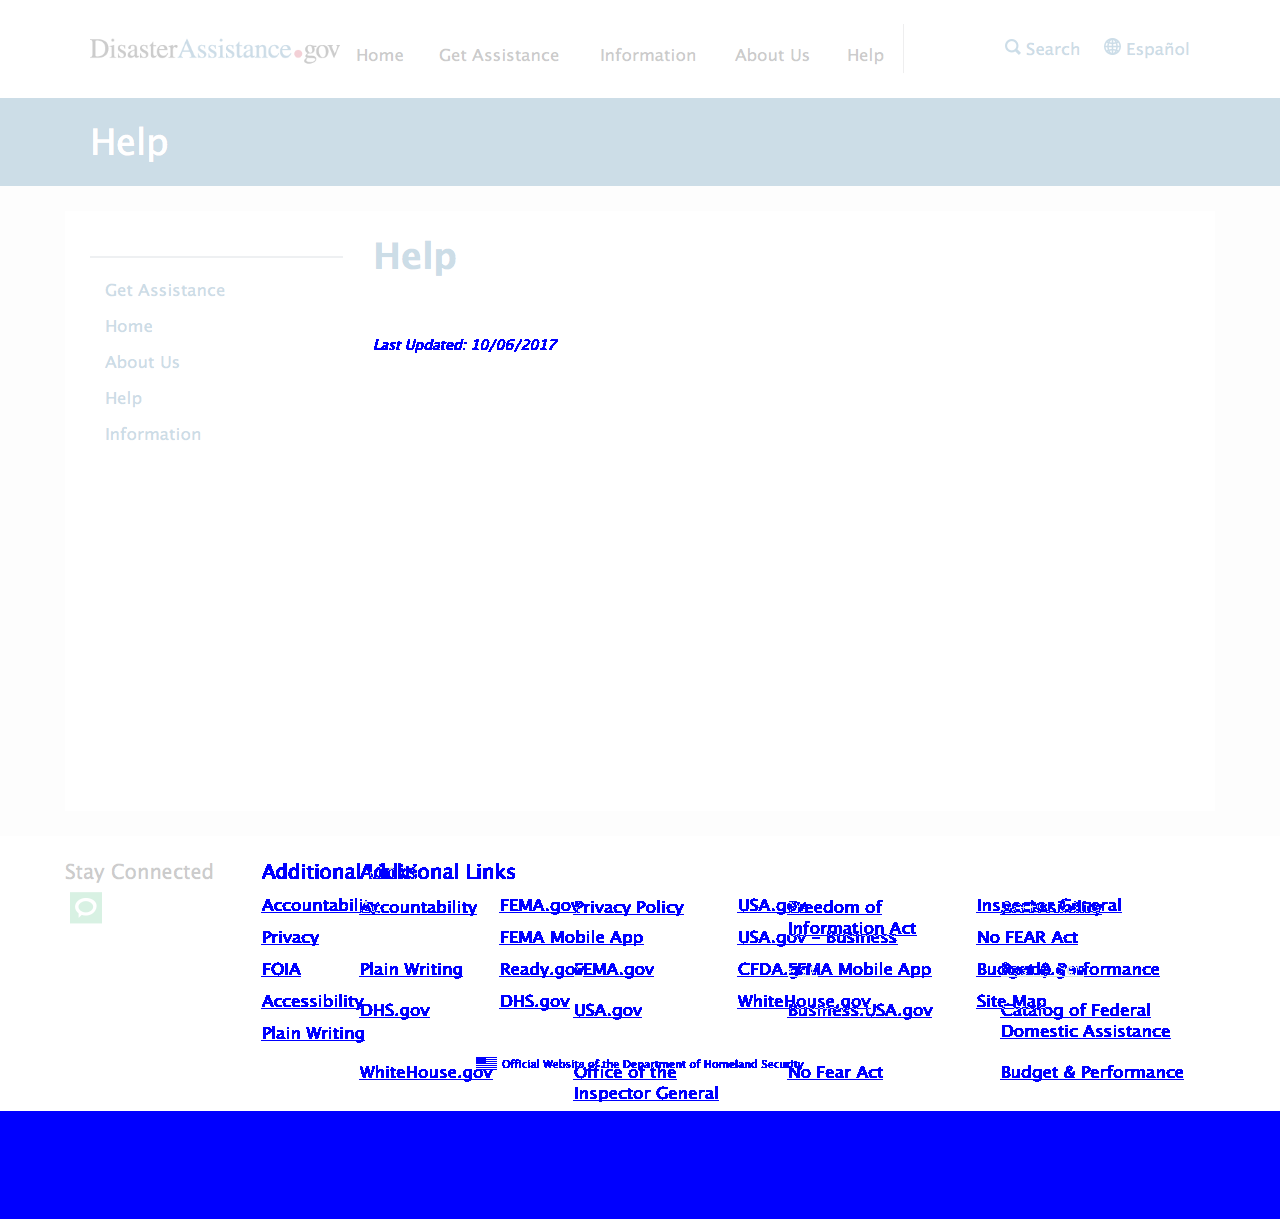 DisasterAssistance.gov Home Get Assistance Information About Us Help Search Español
Help
Help
Get Assistance
Home
About Us
Help
Information
Last Updated: 10/06/2017
Stay Connected
Additional Links
Additional Links
Accountability FEMA.gov USA.gov Inspector General
Accountability Privacy Policy Freedom of Information Act
Privacy FEMA Mobile App USA.gov - Business No FEAR Act
FOIA Ready.gov CFDA.gov Budget & Performance
Plain Writing FEMA.gov FEMA Mobile App
Accessibility DHS.gov WhiteHouse.gov Site Map
DHS.gov USA.gov Business.USA.gov Catalog of Federal Domestic Assistance
Plain Writing
Official Website of the Department of Homeland Security
WhiteHouse.gov Office of the Inspector General No Fear Act Budget & Performance